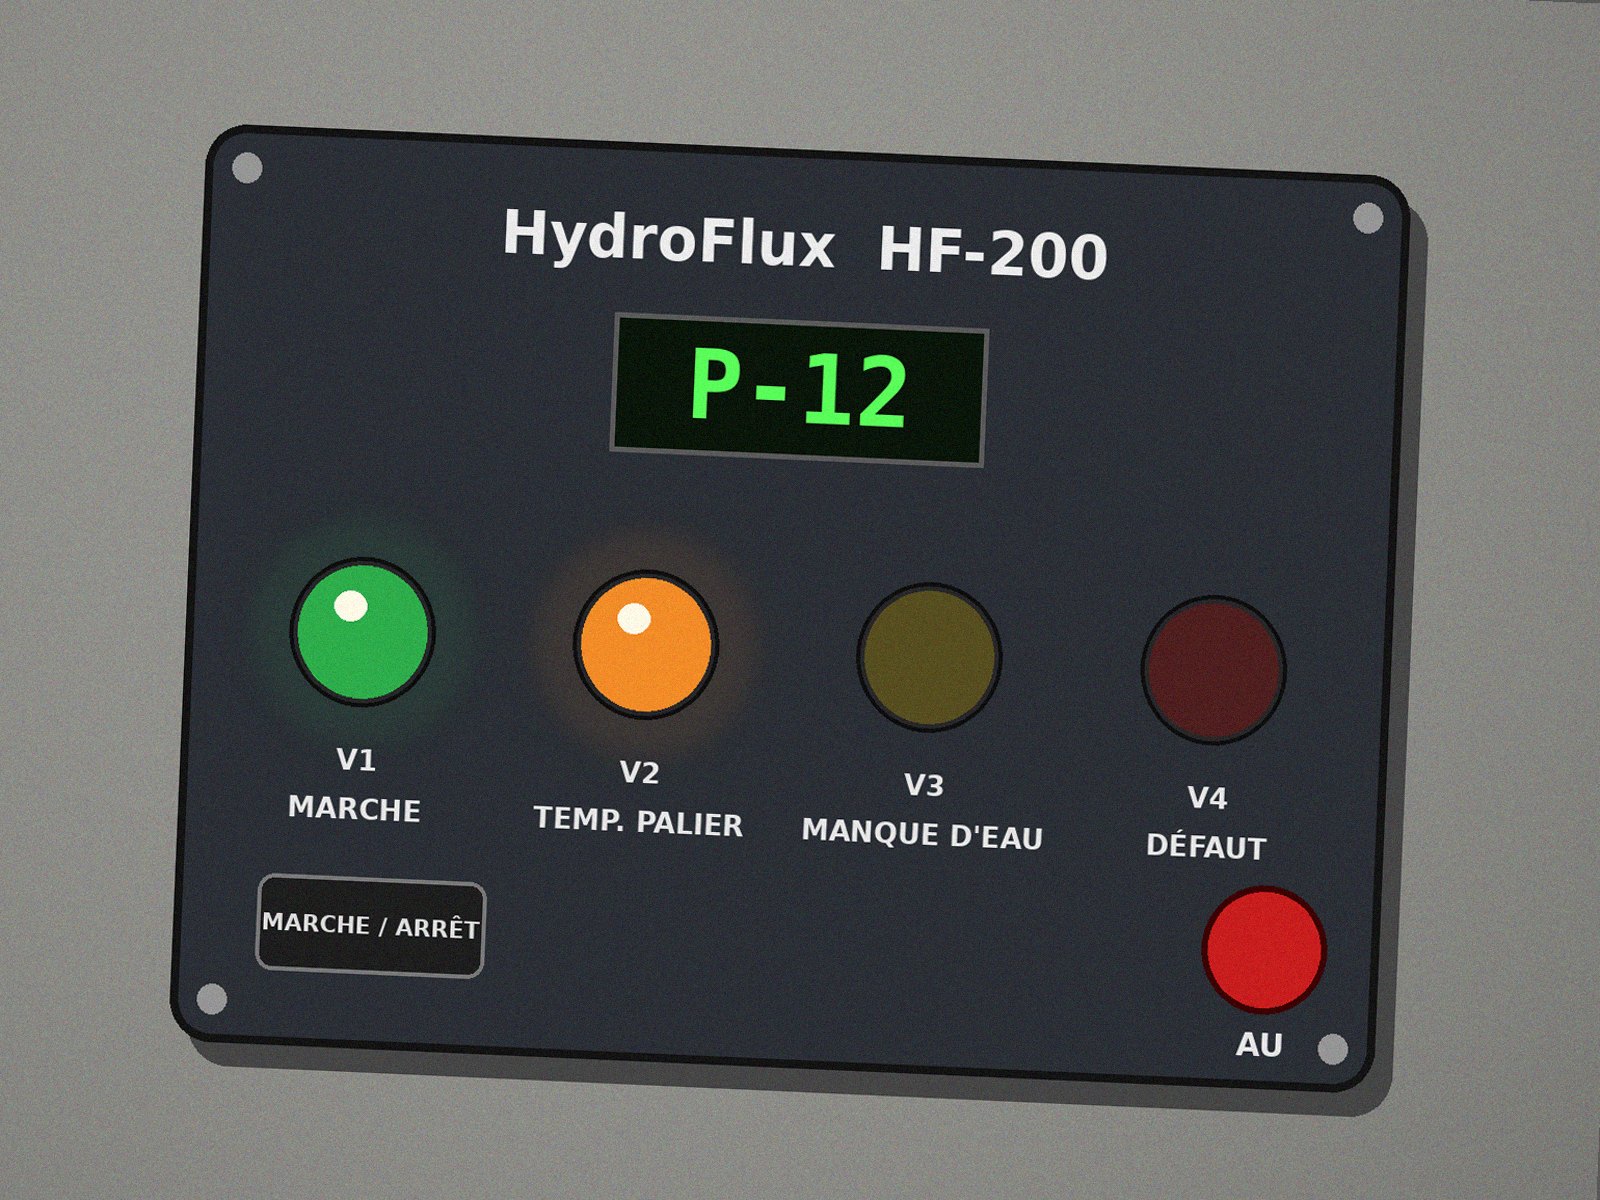 HydroFlux HF-200
P-12
V1
MARCHE
V2
TEMP. PALIER
V3
MANQUE D'EAU
V4
DÉFAUT
MARCHE / ARRÊT
AU